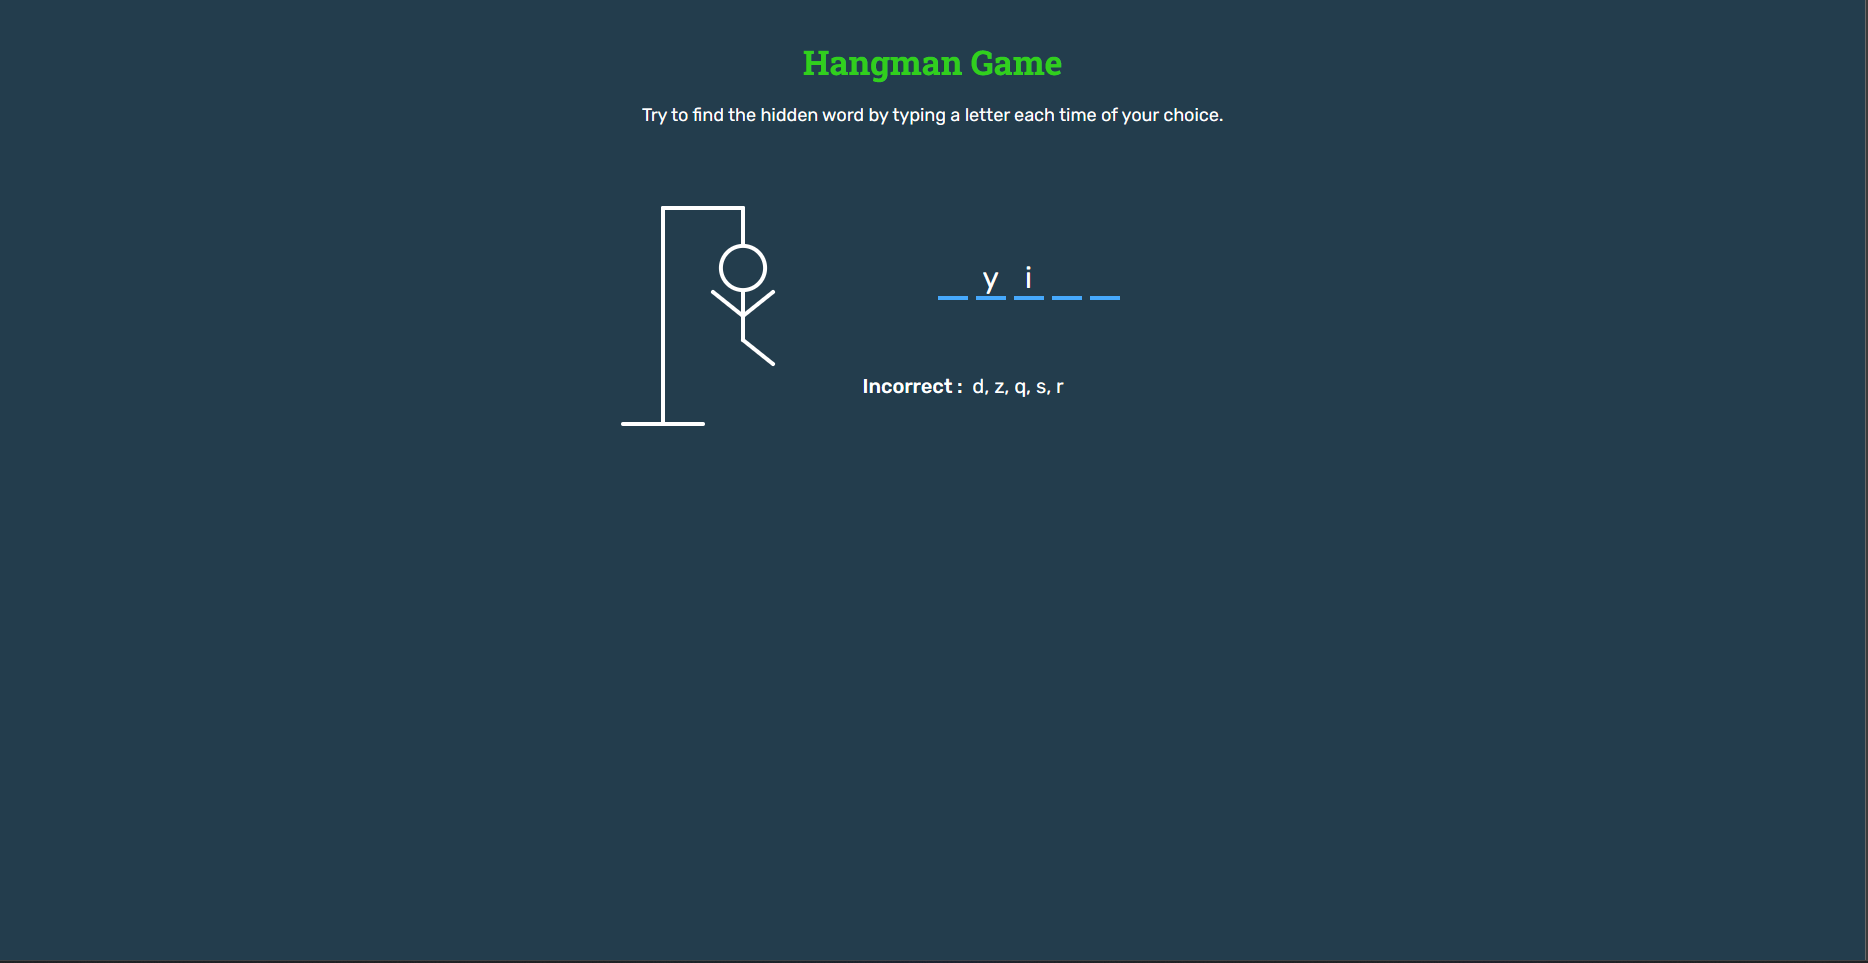 Hangman Game
Try to find the hidden word by typing a letter each time of your choice.
y i
Incorrect : d, z, q, s, r